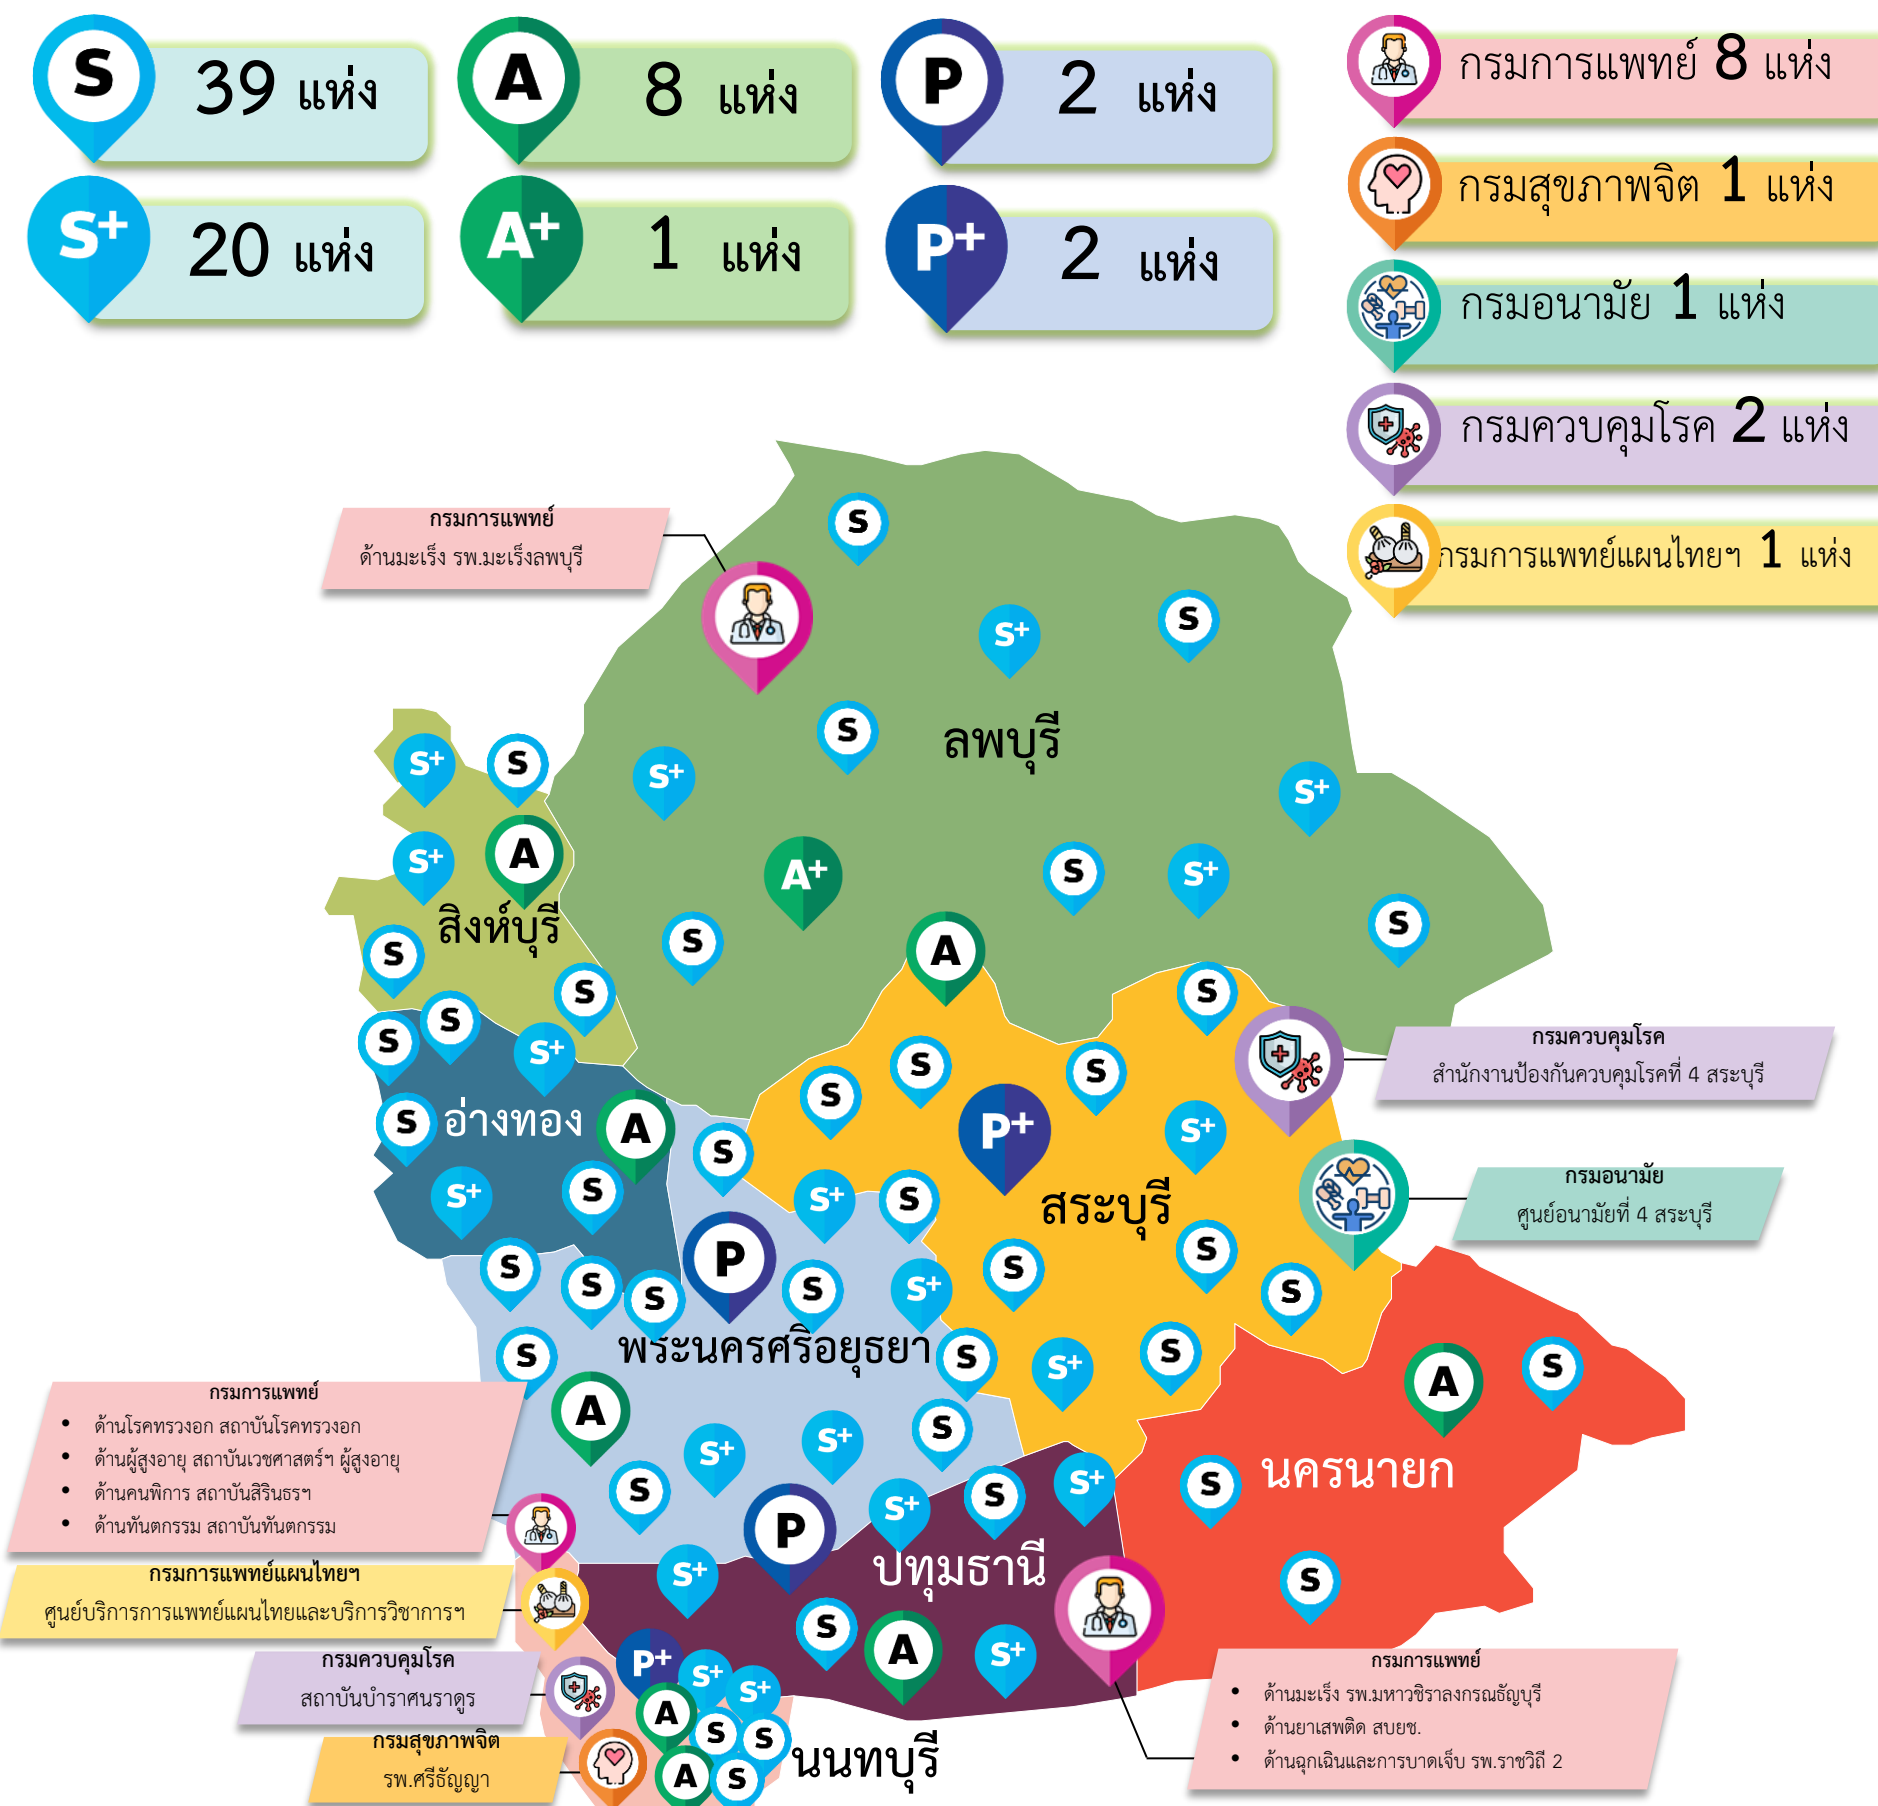 S 39 แห่ง
A 8 แห่ง
P 2 แห่ง
S+ 20 แห่ง
A+ 1 แห่ง
P+ 2 แห่ง
กรมการแพทย์ 8 แห่ง
กรมสุขภาพจิต 1 แห่ง
กรมอนามัย 1 แห่ง
กรมควบคุมโรค 2 แห่ง
กรมการแพทย์แผนไทยฯ 1 แห่ง
กรมการแพทย์
ด้านมะเร็ง รพ.มะเร็งลพบุรี
S
S+
S
S
ลพบุรี
S+
S
S+
S+
S+
A
A+
S
S+
สิงห์บุรี
S
S
A
S
S
S
S
S
S+
S
S
S
กรมควบคุมโรค
สำนักงานป้องกันควบคุมโรคที่ 4 สระบุรี
อ่างทอง
S
A
S
S
P+
S+
S+
S
S+
S
สระบุรี
กรมอนามัย
ศูนย์อนามัยที่ 4 สระบุรี
S
S
S
P
S
S+
S
S
S
พระนครศรีอยุธยา
S
S
S+
S
A
S
A
S+
S+
S
นครนายก
S
S
P
S+
S
S+
ปทุมธานี
S+
S
S
A
S+
กรมการแพทย์
• ด้านโรคทรวงอก สถาบันโรคทรวงอก
• ด้านผู้สูงอายุ สถาบันเวชศาสตร์ฯ ผู้สูงอายุ
• ด้านคนพิการ สถาบันสิรินธรฯ
• ด้านทันตกรรม สถาบันทันตกรรม
กรมการแพทย์แผนไทยฯ
ศูนย์บริการการแพทย์แผนไทยและบริการวิชาการฯ
กรมควบคุมโรค
สถาบันบำราศนราดูร
กรมสุขภาพจิต
รพ.ศรีธัญญา
P+
S+
S+
A
S
S
A
S
นนทบุรี
กรมการแพทย์
• ด้านมะเร็ง รพ.มหาวชิราลงกรณธัญบุรี
• ด้านยาเสพติด สบยช.
• ด้านฉุกเฉินและการบาดเจ็บ รพ.ราชวิถี 2